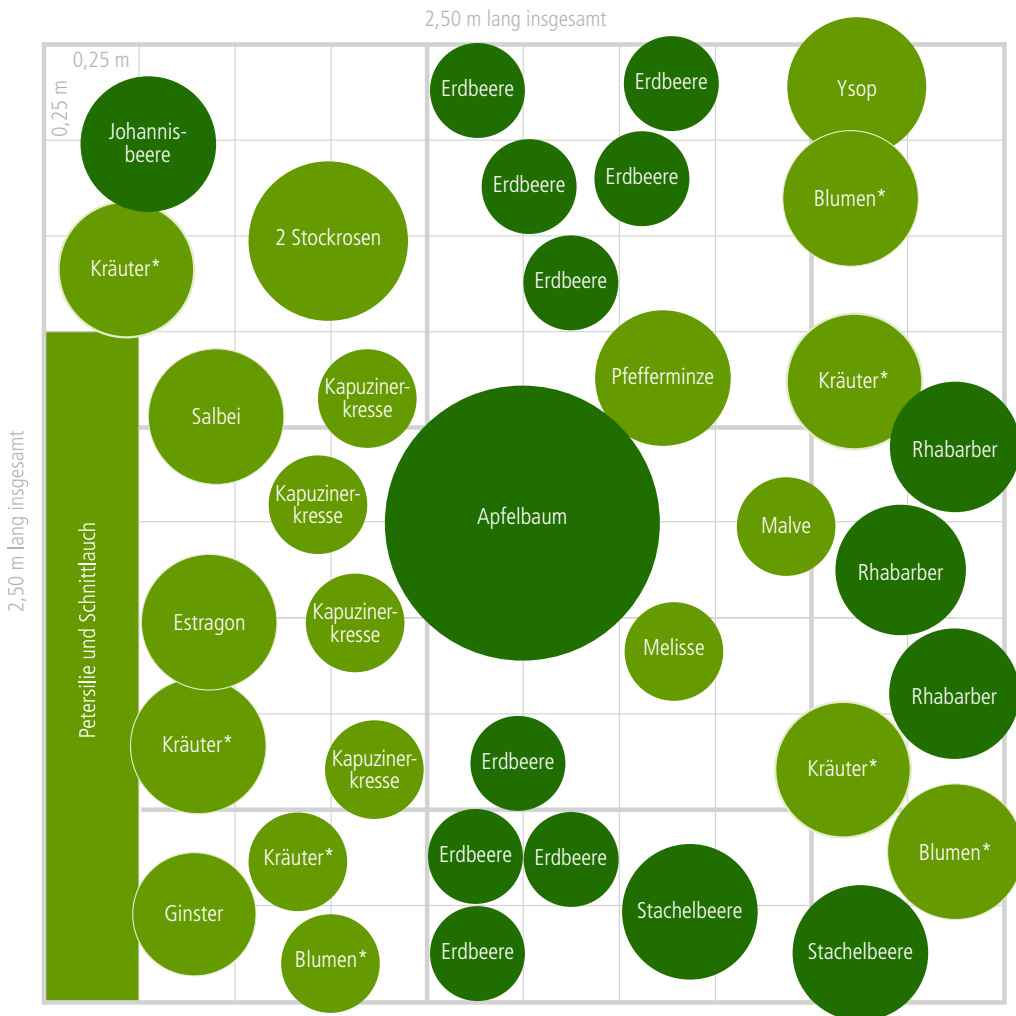 2,50 m lang insgesamt
0,25 m
0,25 m
2,50 m lang insgesamt
Erdbeere
Erdbeere
Ysop
Johannis-
beere
Erdbeere
Erdbeere
Blumen*
2 Stockrosen
Kräuter*
Erdbeere
Pfefferminze
Kräuter*
Kapuziner-
kresse
Salbei
Rhabarber
Kapuziner-
kresse
Apfelbaum
Malve
Rhabarber
Petersilie und Schnittlauch
Estragon
Kapuziner-
kresse
Melisse
Rhabarber
Kräuter*
Kapuziner-
kresse
Erdbeere
Kräuter*
Kräuter*
Erdbeere
Erdbeere
Blumen*
Ginster
Stachelbeere
Blumen*
Erdbeere
Stachelbeere